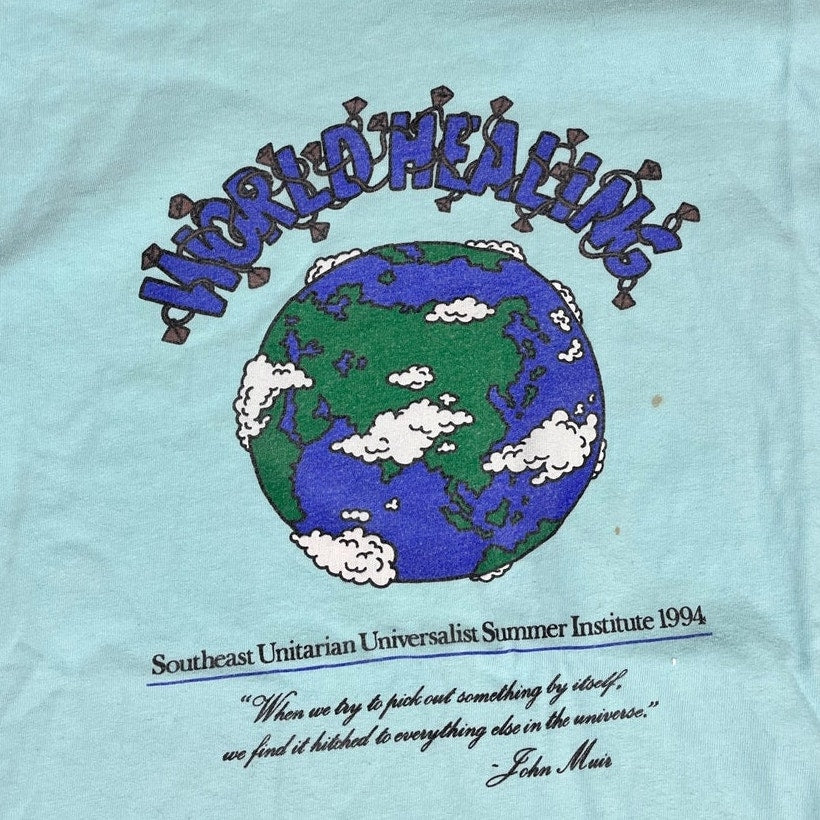 WORLD HEALING
Southeast Unitarian Universalist Summer Institute 1994
“When we try to pick out something by itself,
we find it hitched to everything else in the universe.”
- John Muir